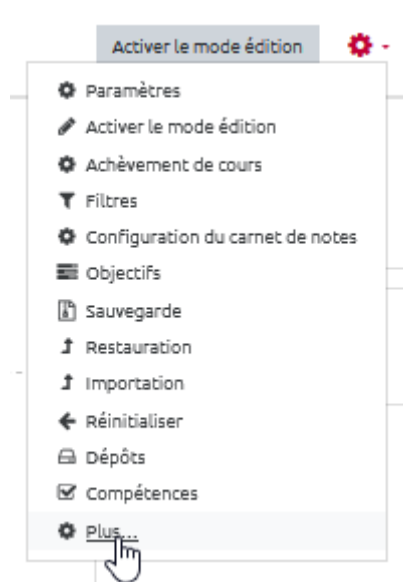 Activer le mode édition
Paramètres
Activer le mode édition
Achèvement de cours
Filtres
Configuration du carnet de notes
Objectifs
Sauvegarde
Restauration
Importation
Réinitialiser
Dépôts
Compétences
Plus...